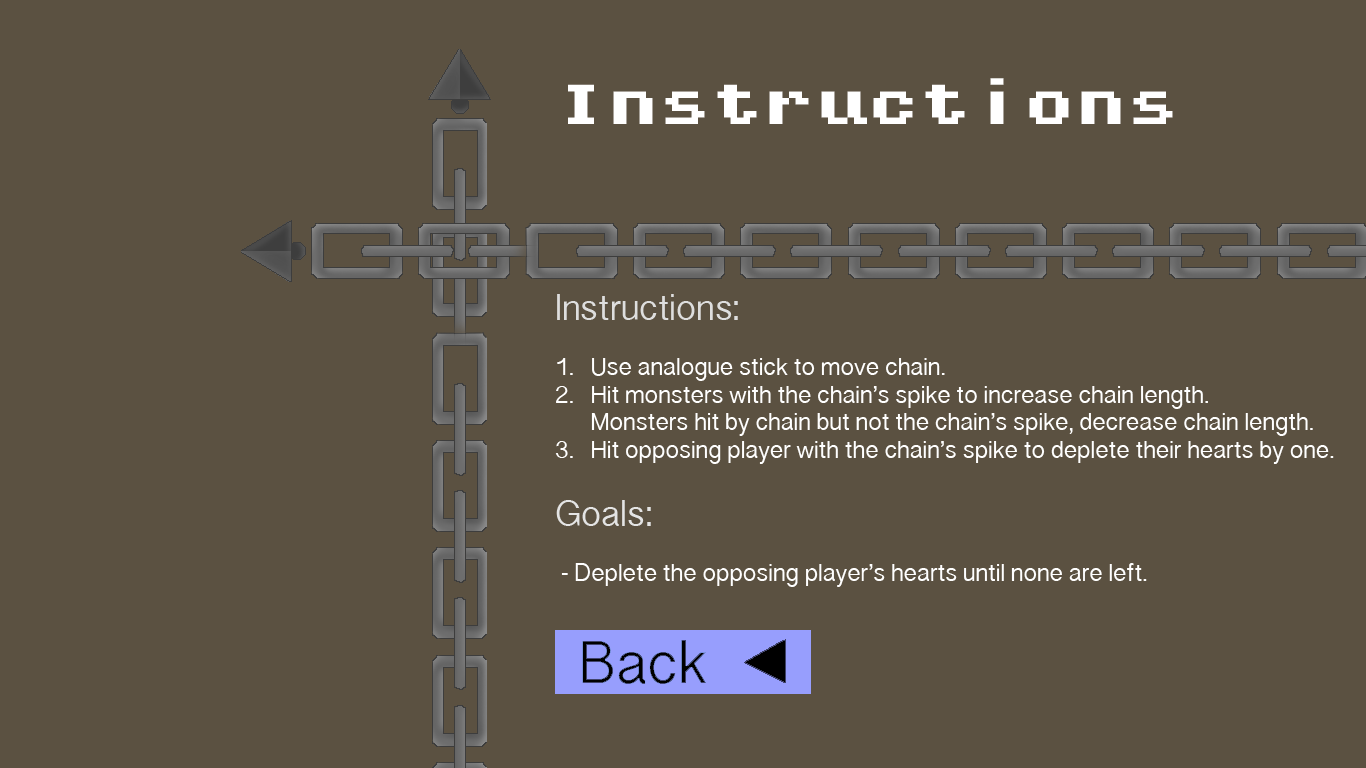 Instructions
Instructions:
1. Use analogue stick to move chain.
2. Hit monsters with the chain’s spike to increase chain length.
Monsters hit by chain but not the chain’s spike, decrease chain length.
3. Hit opposing player with the chain’s spike to deplete their hearts by one.
Goals:
- Deplete the opposing player’s hearts until none are left.
Back